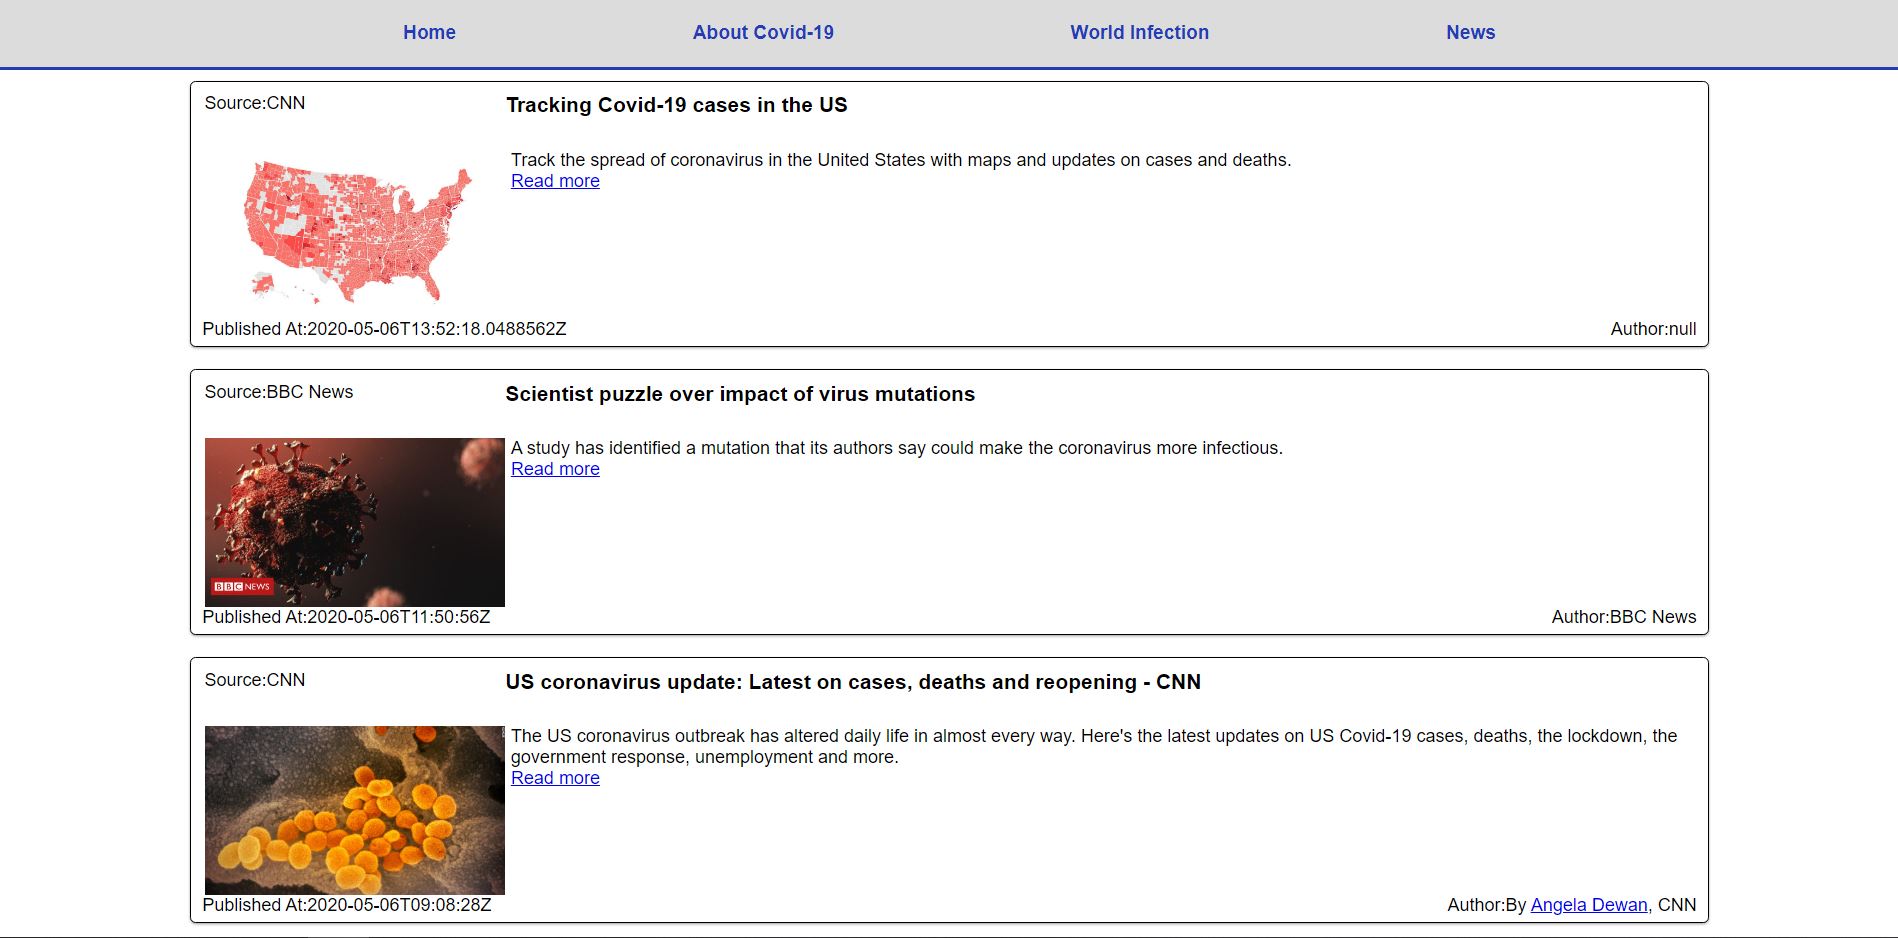 Home About Covid-19 World Infection News
Source:CNN
Tracking Covid-19 cases in the US
Track the spread of coronavirus in the United States with maps and updates on cases and deaths.
Read more
Published At:2020-05-06T13:52:18.0488562Z
Author:null
Source:BBC News
Scientist puzzle over impact of virus mutations
A study has identified a mutation that its authors say could make the coronavirus more infectious.
Read more
BBC NEWS
Published At:2020-05-06T11:50:56Z
Author:BBC News
Source:CNN
US coronavirus update: Latest on cases, deaths and reopening - CNN
The US coronavirus outbreak has altered daily life in almost every way. Here's the latest updates on US Covid-19 cases, deaths, the lockdown, the
government response, unemployment and more.
Read more
Published At:2020-05-06T09:08:28Z
Author:By Angela Dewan, CNN